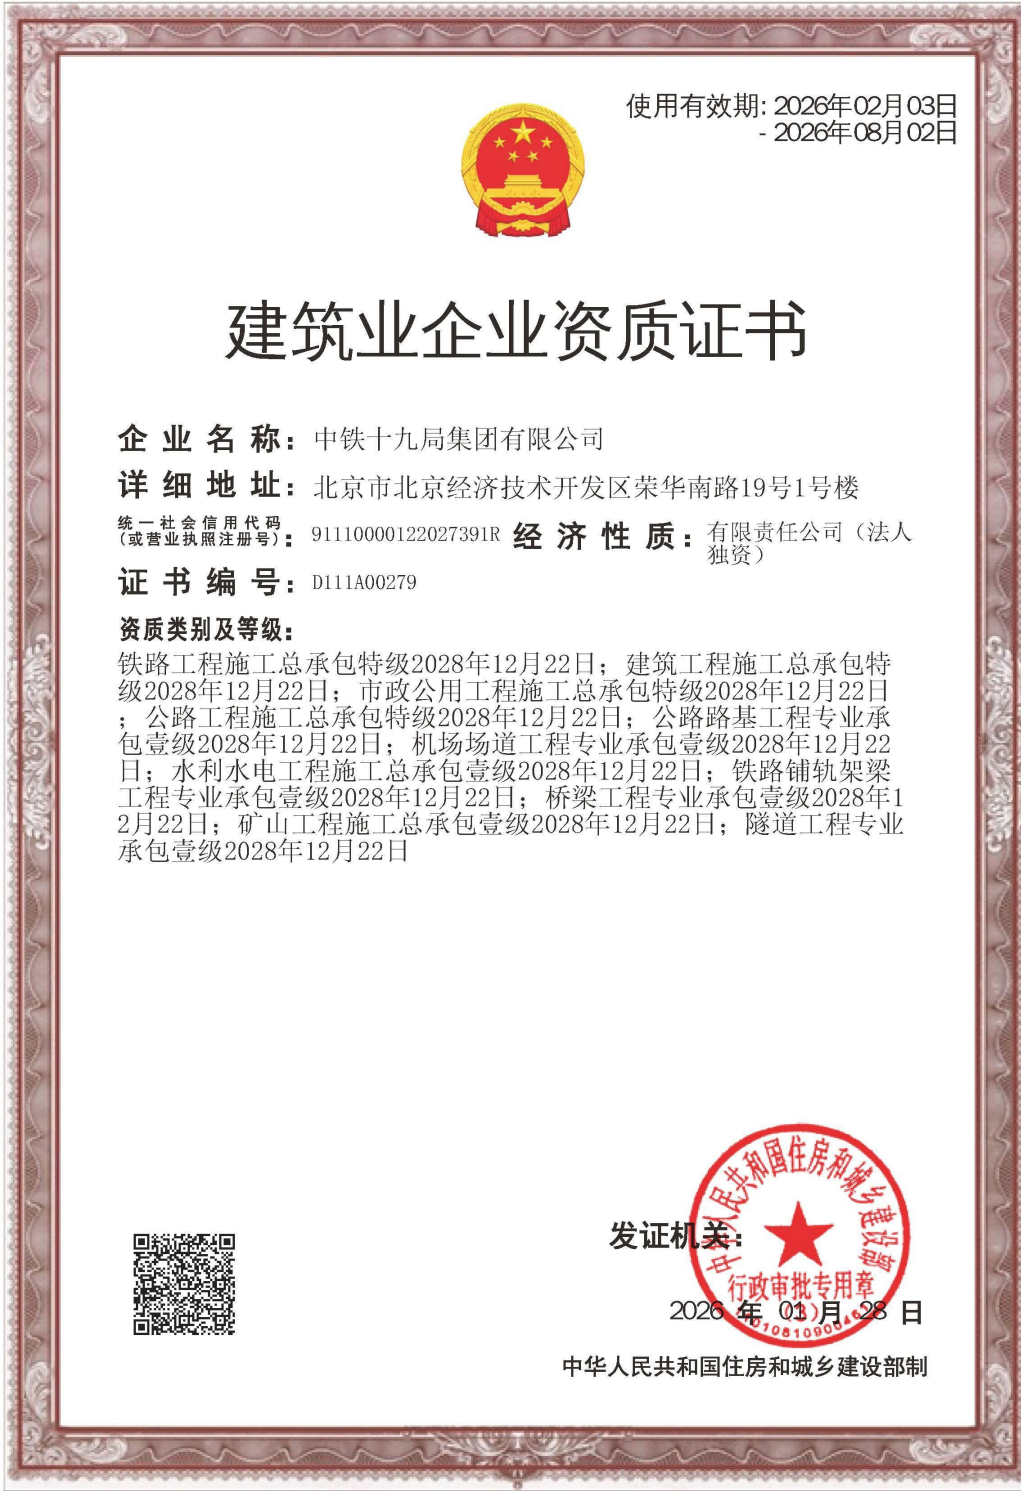 使用有效期: 2026年02月03日
- 2026年08月02日
建筑业企业资质证书
企业名称：中铁十九局集团有限公司
详细地址：北京市北京经济技术开发区荣华南路19号1号楼
统一社会信用代码
(或营业执照注册号)：91110000122027391R 经济性质：有限责任公司（法人
独资）
证书编号：D111A00279
资质类别及等级：
铁路工程施工总承包特级2028年12月22日；建筑工程施工总承包特
级2028年12月22日；市政公用工程施工总承包特级2028年12月22日
；公路工程施工总承包特级2028年12月22日；公路路基工程专业承
包壹级2028年12月22日；机场场道工程专业承包壹级2028年12月22
日；水利水电工程施工总承包壹级2028年12月22日；铁路铺轨架梁
工程专业承包壹级2028年12月22日；桥梁工程专业承包壹级2028年1
2月22日；矿山工程施工总承包壹级2028年12月22日；隧道工程专业
承包壹级2028年12月22日
中华人民共和国住房和城乡建设部
发证机关：
行政审批专用章
(3)
2026 年 01 月 28 日
中华人民共和国住房和城乡建设部制